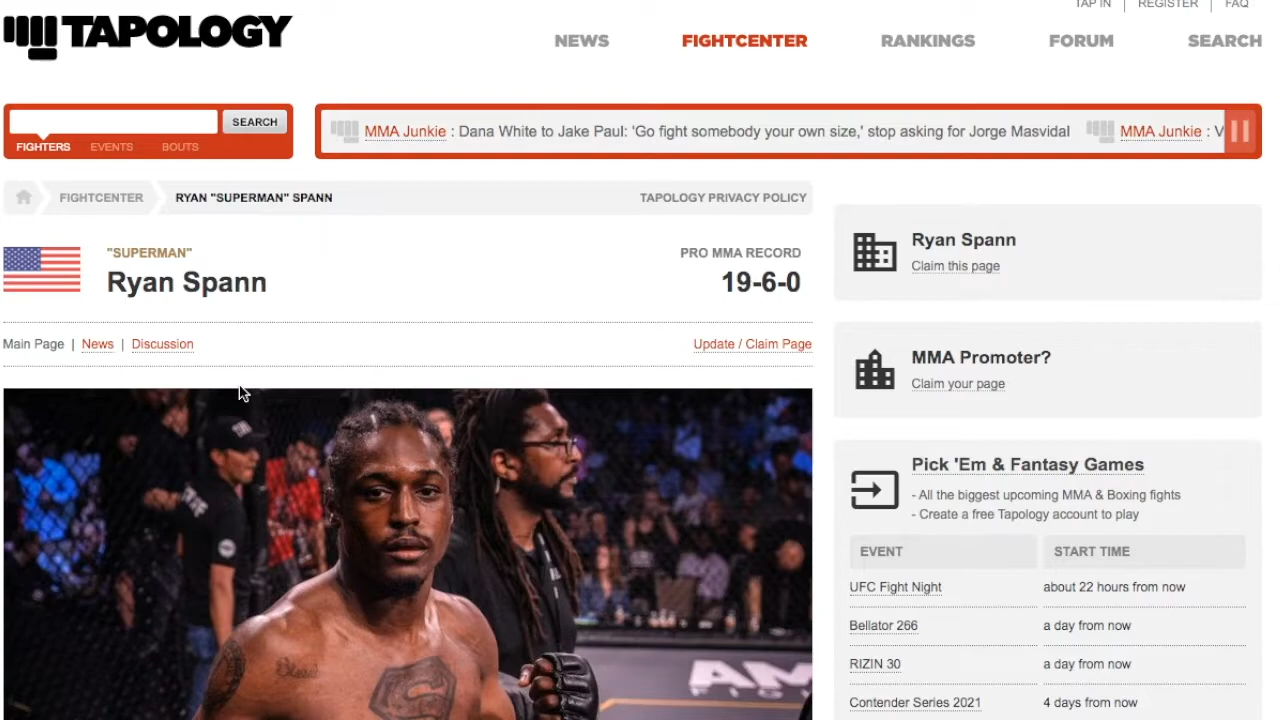 TAP IN | REGISTER | FAQ
TAPOLOGY
NEWS FIGHTCENTER RANKINGS FORUM SEARCH
SEARCH
FIGHTERS EVENTS BOUTS
MMA Junkie : Dana White to Jake Paul: 'Go fight somebody your own size,' stop asking for Jorge Masvidal MMA Junkie : V
FIGHTCENTER RYAN "SUPERMAN" SPANN TAPOLOGY PRIVACY POLICY
"SUPERMAN"
Ryan Spann
PRO MMA RECORD
19-6-0
Main Page | News | Discussion
Update / Claim Page
AM
Ryan Spann
Claim this page
MMA Promoter?
Claim your page
Pick 'Em & Fantasy Games
- All the biggest upcoming MMA & Boxing fights
- Create a free Tapology account to play
EVENT START TIME
UFC Fight Night about 22 hours from now
Bellator 266 a day from now
RIZIN 30 a day from now
Contender Series 2021 4 days from now